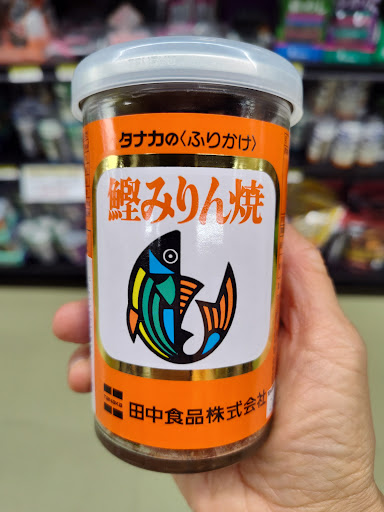 タナカの〈ふりかけ〉
鰹みりん焼
田中食品株式会社